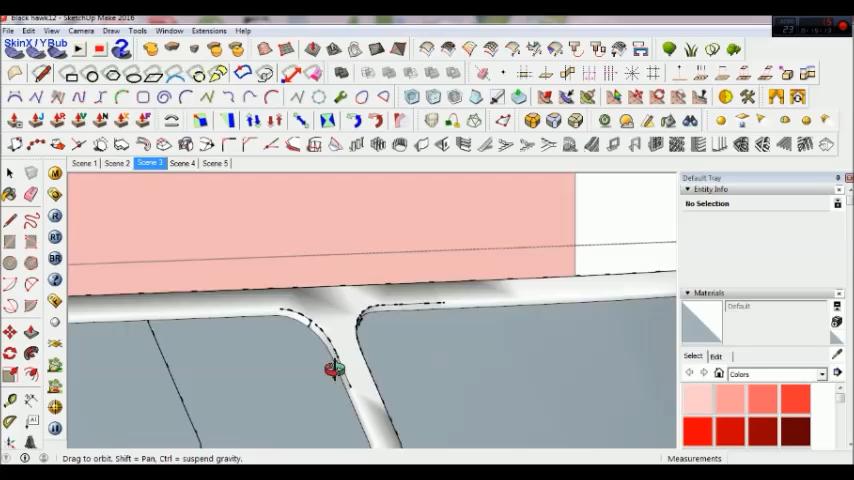 black hawk12 - SketchUp Make 2016
File Edit View Camera Draw Tools Window Extensions Help
SkinX/YBub
Scene 1 Scene 2 Scene 3 Scene 4 Scene 5
Default Tray
Entity Info
No Selection
Materials
Default
Select Edit
Colors
Drag to orbit. Shift = Pan, Ctrl = suspend gravity.
Measurements